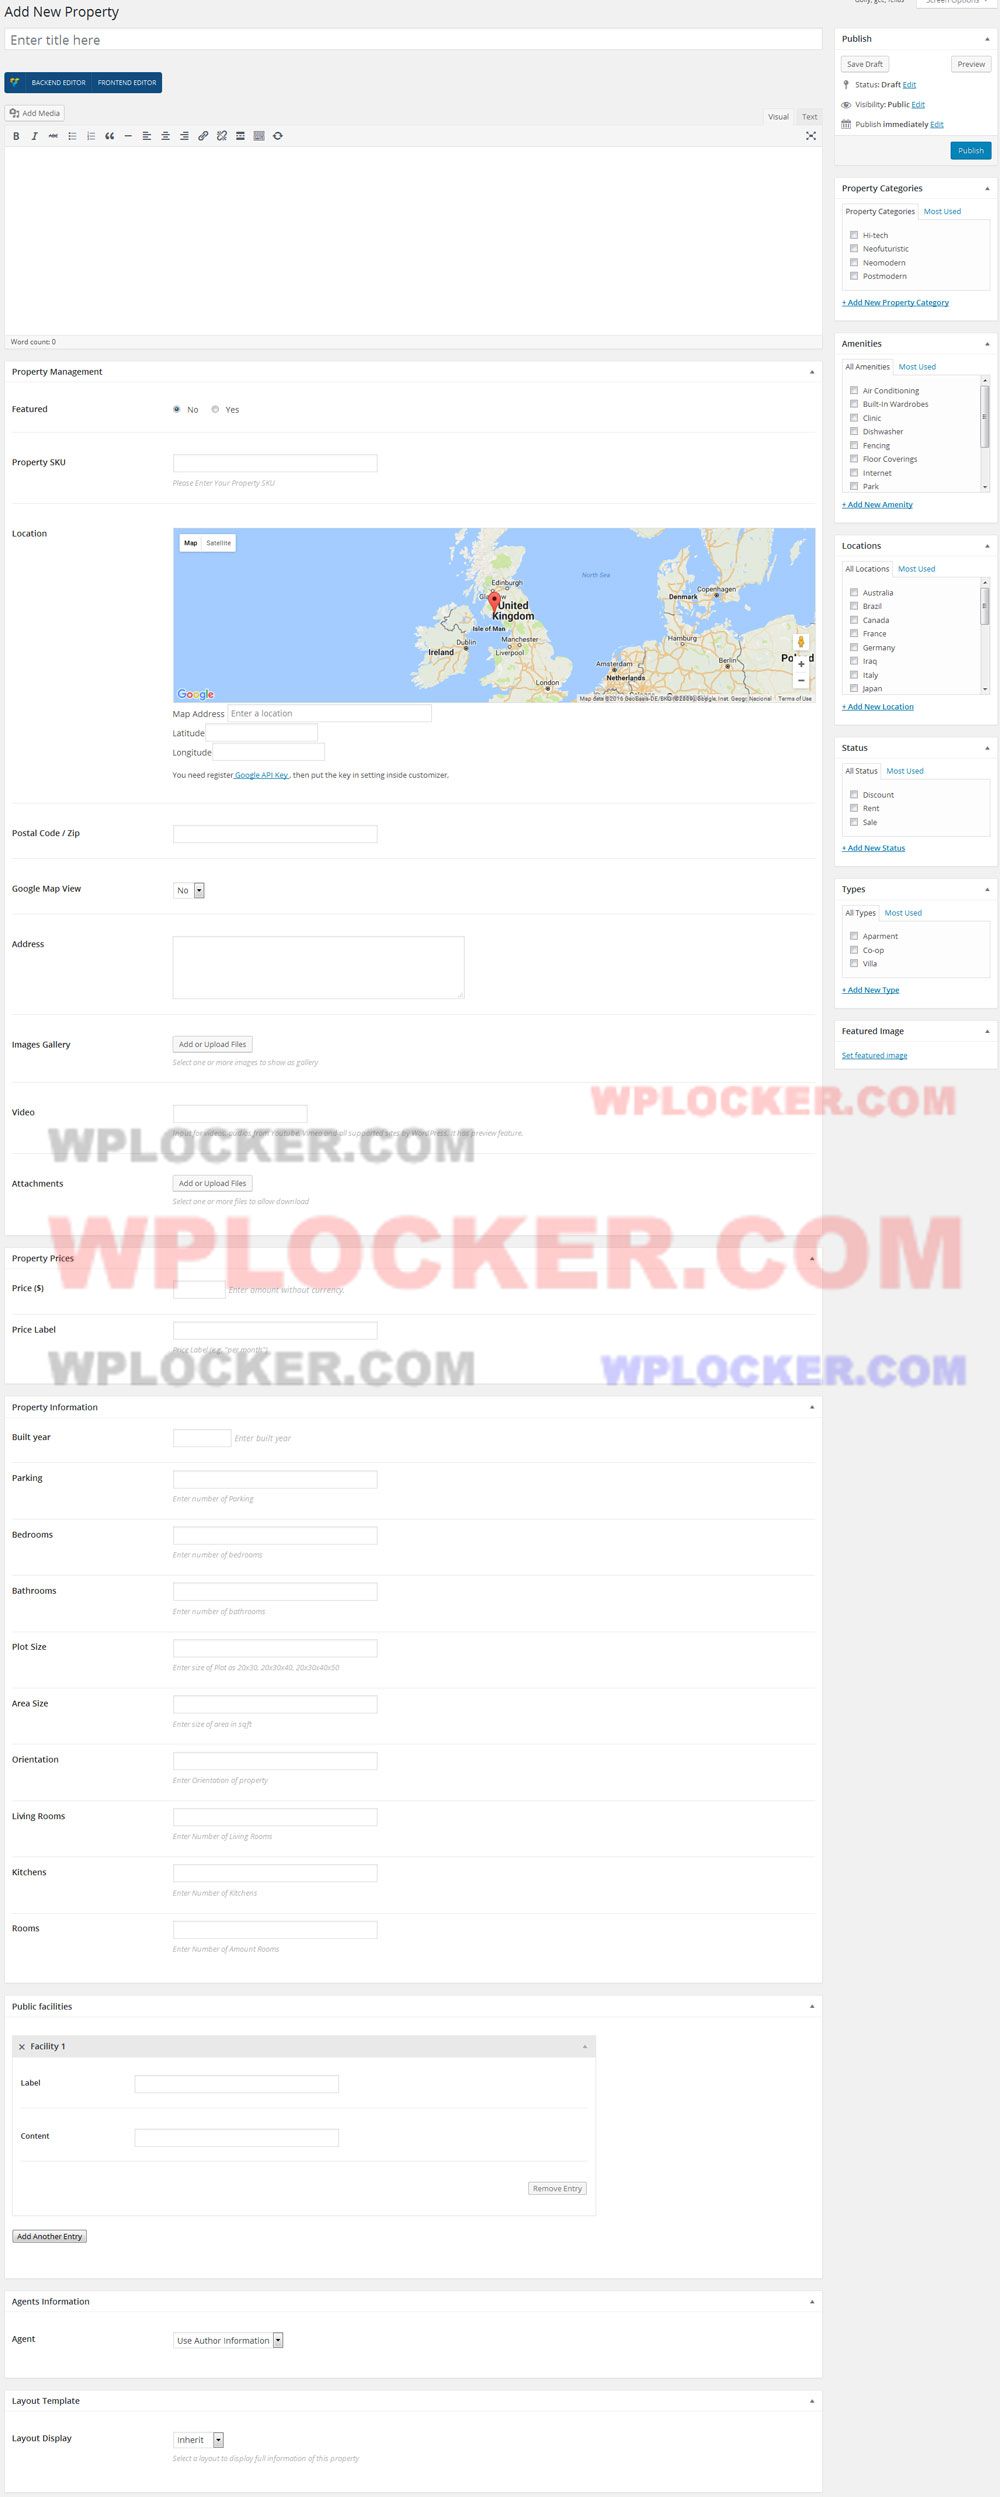 Add New Property
Enter title here
BACKEND EDITOR FRONTEND EDITOR
Add Media
Visual Text
B I ABC
Word count: 0
Property Management
Featured
No Yes
Property SKU
Please Enter Your Property SKU
Location
Map Satellite
North Sea
Edinburgh
Copenhagen
Denmark
United
Kingdom
Isle of Man
Dublin
Manchester
Ireland
Liverpool
Hamburg
Berlin
Amsterdam
Netherlands
London
Google
Terms of Use
Map Address Enter a location
Latitude
Longitude
You need register Google API Key , then put the key in setting inside customizer.
Postal Code / Zip
Google Map View
No
Address
Images Gallery
Add or Upload Files
Select one or more images to show as gallery
Video
Input for videos, audios from Youtube, Vimeo and all supported sites by WordPress. It has preview feature.
Attachments
Add or Upload Files
Select one or more files to allow download
Property Prices
Price ($)
Enter amount without currency.
Price Label
Price Label (e.g. "per month")
Property Information
Built year
Enter built year
Parking
Enter number of Parking
Bedrooms
Enter number of bedrooms
Bathrooms
Enter number of bathrooms
Plot Size
Enter size of Plot as 20x30, 20x30x40, 20x30x40x50
Area Size
Enter size of area in sqft
Orientation
Enter Orientation of property
Living Rooms
Enter Number of Living Rooms
Kitchens
Enter Number of Kitchens
Rooms
Enter Number of Amount Rooms
Public facilities
Facility 1
Label
Content
Remove Entry
Add Another Entry
Agents Information
Agent
Use Author Information
Layout Template
Layout Display
Inherit
Select a layout to display full information of this property
Screen Options
Publish
Save Draft Preview
Status: Draft Edit
Visibility: Public Edit
Publish immediately Edit
Publish
Property Categories
Property Categories Most Used
Hi-tech
Neofuturistic
Neomodern
Postmodern
+ Add New Property Category
Amenities
All Amenities Most Used
Air Conditioning
Built-In Wardrobes
Clinic
Dishwasher
Fencing
Floor Coverings
Internet
Park
+ Add New Amenity
Locations
All Locations Most Used
Australia
Brazil
Canada
France
Germany
Iraq
Italy
Japan
+ Add New Location
Status
All Status Most Used
Discount
Rent
Sale
+ Add New Status
Types
All Types Most Used
Aparment
Co-op
Villa
+ Add New Type
Featured Image
Set featured image
WPLOCKER.COM
WPLOCKER.COM
WPLOCKER.COM
WPLOCKER.COM
WPLOCKER.COM